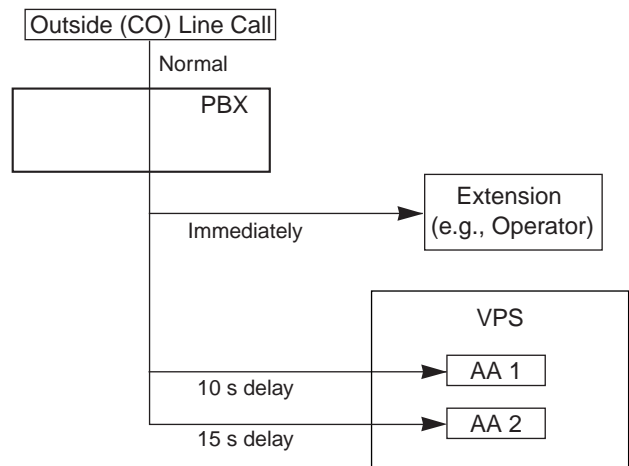 Outside (CO) Line Call
Normal
PBX
Extension
(e.g., Operator)
Immediately
VPS
AA 1
10 s delay
AA 2
15 s delay